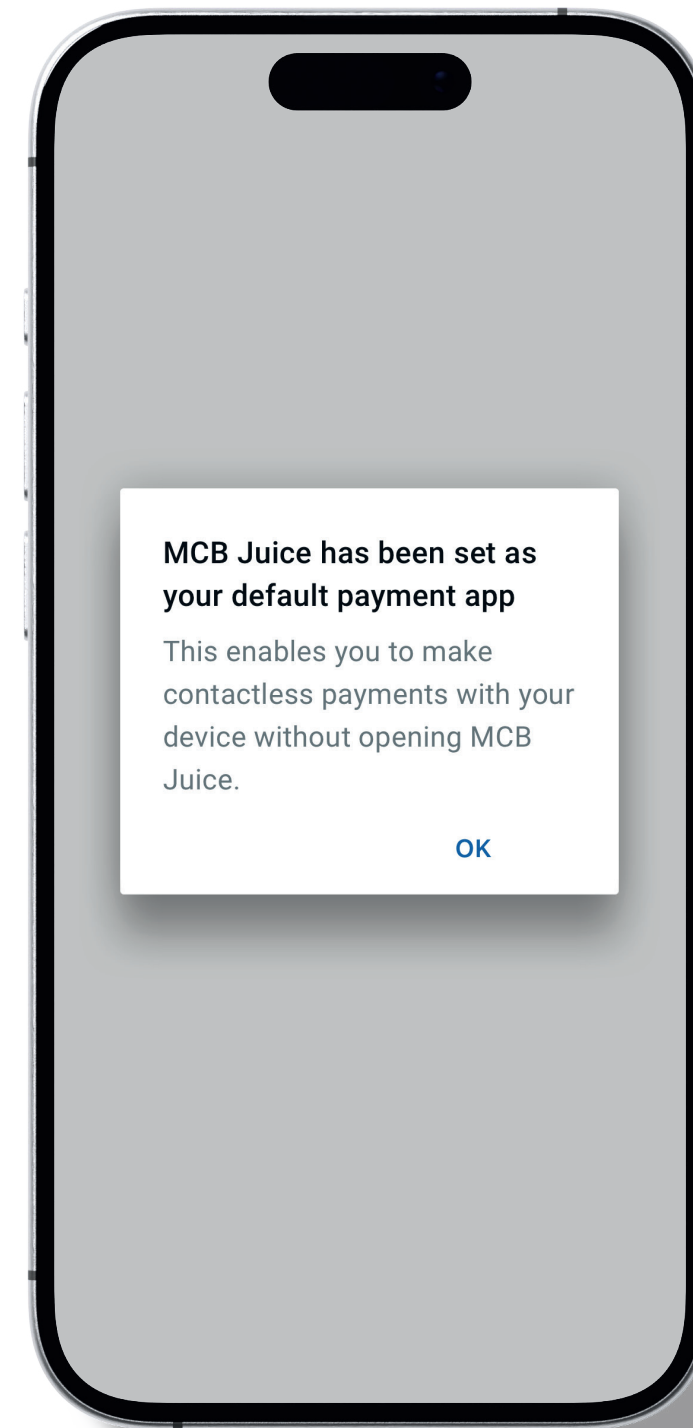 MCB Juice has been set as
your default payment app
This enables you to make
contactless payments with your
device without opening MCB
Juice.
OK